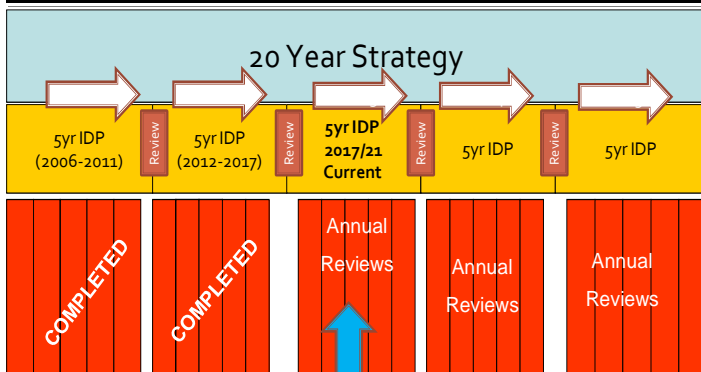 20 Year Strategy
5yr IDP
(2006-2011)
Review
5yr IDP
(2012-2017)
Review
5yr IDP
2017/21
Current
Review
5yr IDP
Review
5yr IDP
COMPLETED
COMPLETED
Annual
Reviews
Annual
Reviews
Annual
Reviews